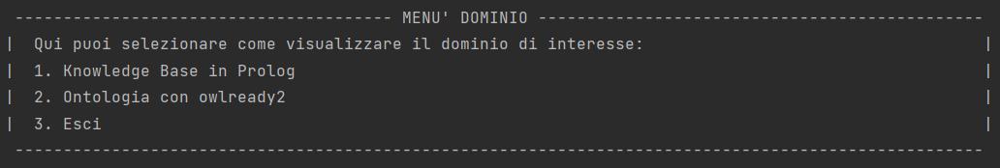 --------------------------------------- MENU' DOMINIO ----------------------------------------------
|  Qui puoi selezionare come visualizzare il dominio di interesse:                                   |
|  1. Knowledge Base in Prolog                                                                       |
|  2. Ontologia con owlready2                                                                        |
|  3. Esci                                                                                           |
----------------------------------------------------------------------------------------------------